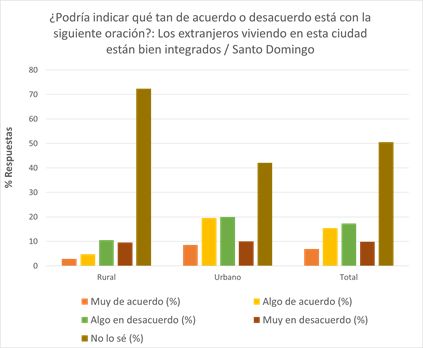 ¿Podría indicar qué tan de acuerdo o desacuerdo está con la
siguiente oración?: Los extranjeros viviendo en esta ciudad
están bien integrados / Santo Domingo
% Respuestas
80
70
60
50
40
30
20
10
0
Rural Urbano Total
Muy de acuerdo (%) Algo de acuerdo (%)
Algo en desacuerdo (%) Muy en desacuerdo (%)
No lo sé (%)